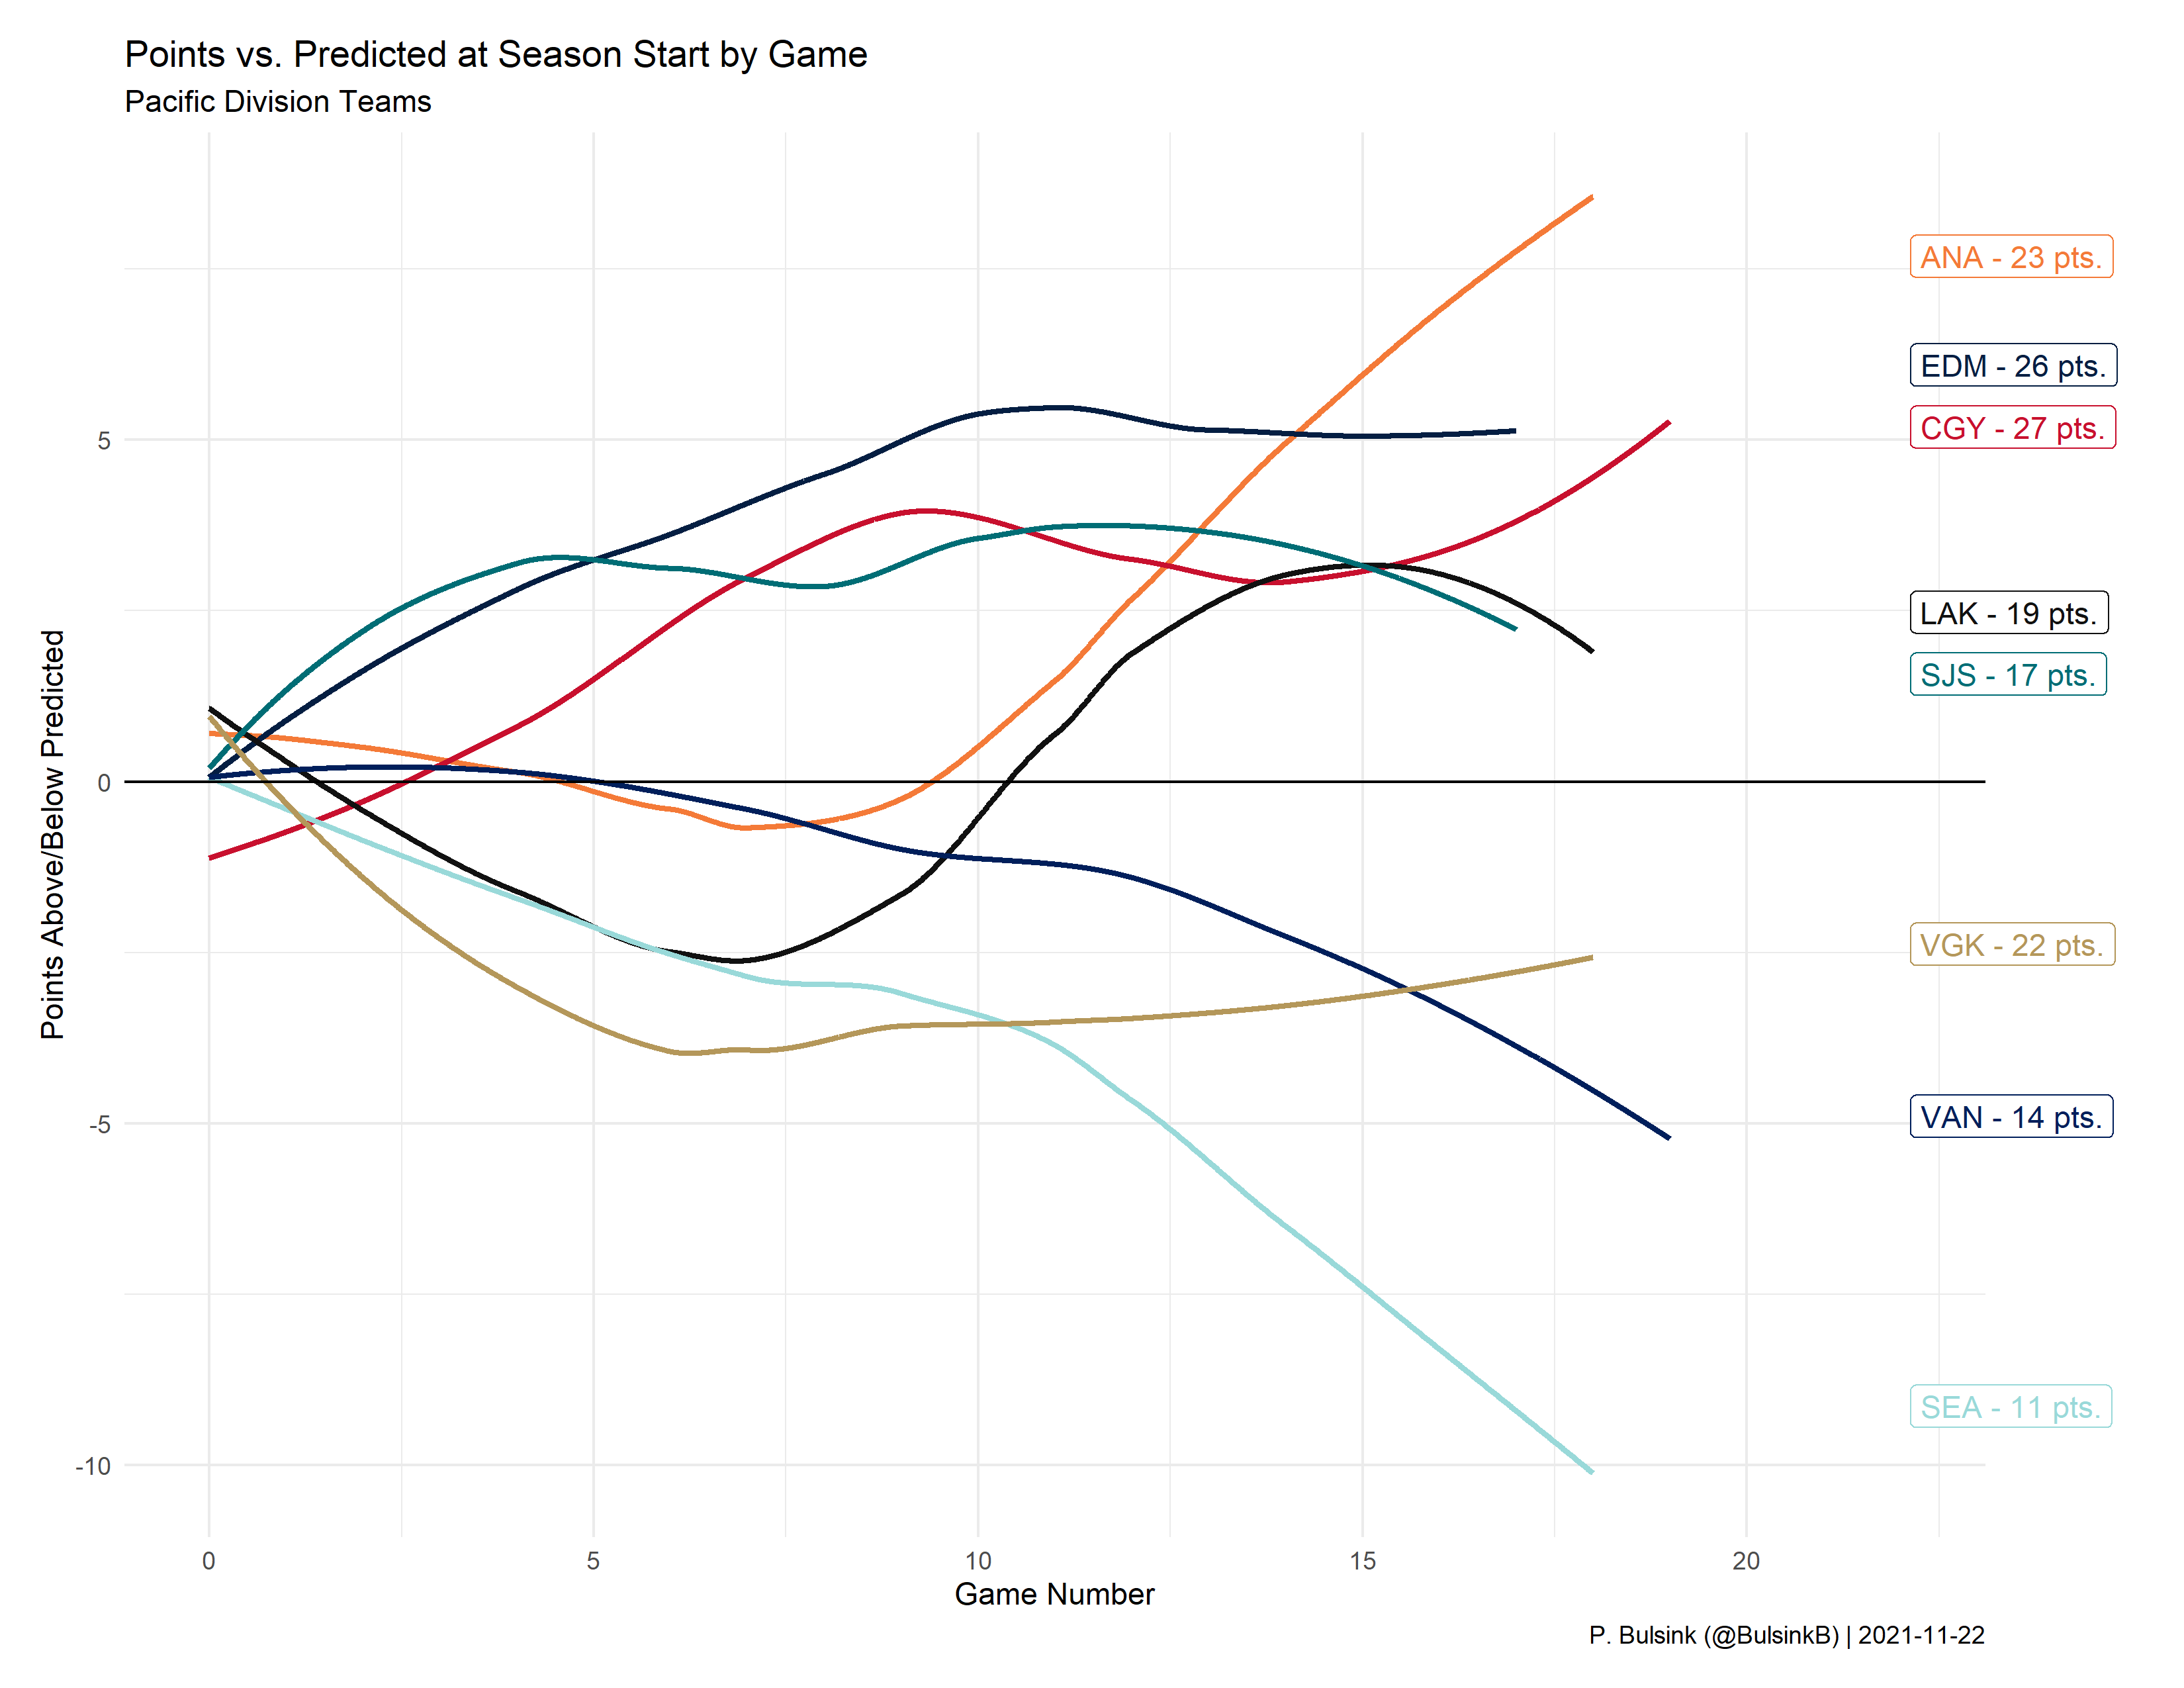 Points vs. Predicted at Season Start by Game
Pacific Division Teams
Points Above/Below Predicted
5
0
-5
-10
ANA - 23 pts.
EDM - 26 pts.
CGY - 27 pts.
LAK - 19 pts.
SJS - 17 pts.
VGK - 22 pts.
VAN - 14 pts.
SEA - 11 pts.
0 5 10 15 20
Game Number
P. Bulsink (@BulsinkB) | 2021-11-22